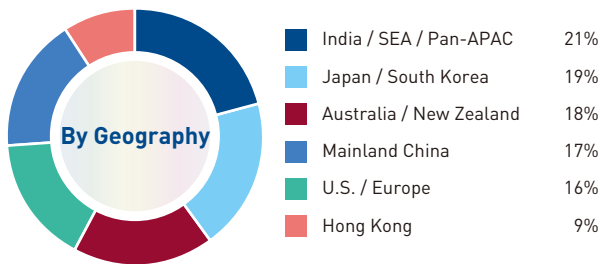 By Geography
India / SEA / Pan-APAC 21%
Japan / South Korea 19%
Australia / New Zealand 18%
Mainland China 17%
U.S. / Europe 16%
Hong Kong 9%